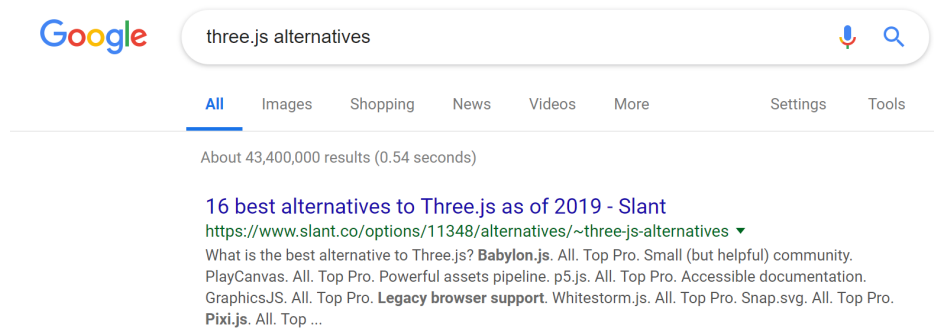 Google three.js alternatives
All Images Shopping News Videos More Settings Tools
About 43,400,000 results (0.54 seconds)
16 best alternatives to Three.js as of 2019 - Slant
https://www.slant.co/options/11348/alternatives/~three-js-alternatives
What is the best alternative to Three.js? Babylon.js. All. Top Pro. Small (but helpful) community.
PlayCanvas. All. Top Pro. Powerful assets pipeline. p5.js. All. Top Pro. Accessible documentation.
GraphicsJS. All. Top Pro. Legacy browser support. Whitestorm.js. All. Top Pro. Snap.svg. All. Top Pro.
Pixi.js. All. Top ...